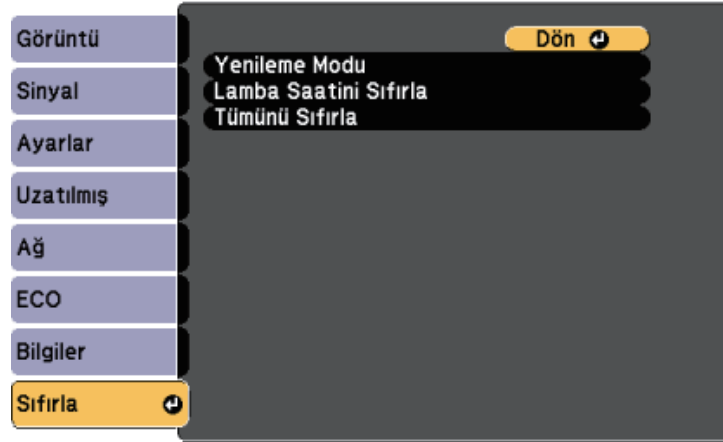 Görüntü
Sinyal
Ayarlar
Uzatılmış
Ağ
ECO
Bilgiler
Sıfırla
Dön
Yenileme Modu
Lamba Saatini Sıfırla
Tümünü Sıfırla